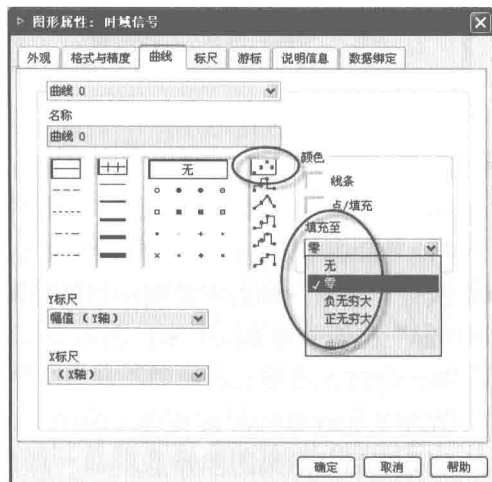 图形属性: 时域信号
外观 格式与精度 曲线 标尺 游标 说明信息 数据绑定
曲线 0
名称
曲线 0
无
颜色
线条
点/填充
填充至
零
无
✓ 零
负无穷大
正无穷大
Y标尺
幅值 (Y轴)
X标尺
(X轴)
确定 取消 帮助